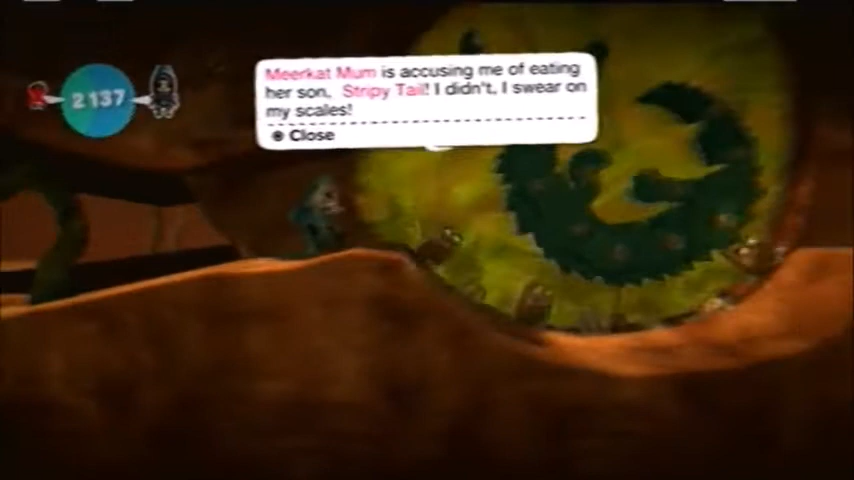 2137
Meerkat Mum is accusing me of eating
her son, Stripy Tail! I didn't, I swear on
my scales!
Close